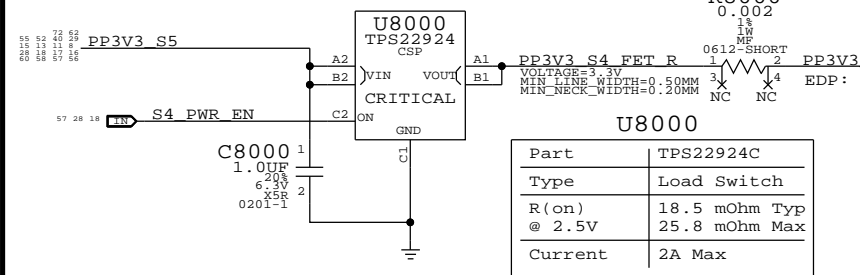 0.002
1%
1W
MF
0612-SHORT
U8000
TPS22924
CSP
72 62
55 52 40 29
15 13 11 8
28 18 17 16
60 58 57 56
PP3V3_S5
A2
A1
PP3V3_S4_FET_R
1
2
PP3V3
B2
VIN
VOUT
B1
VOLTAGE=3.3V
MIN_LINE_WIDTH=0.50MM
MIN_NECK_WIDTH=0.20MM
3
4
NC
NC
EDP:
CRITICAL
57 28 18
IN
S4_PWR_EN
C2
ON
GND
C1
C8000
1
1.0UF
20%
6.3V
X5R
0201-1
2
U8000
Part TPS22924C
Type Load Switch
R(on) 18.5 mOhm Typ
@ 2.5V 25.8 mOhm Max
Current 2A Max